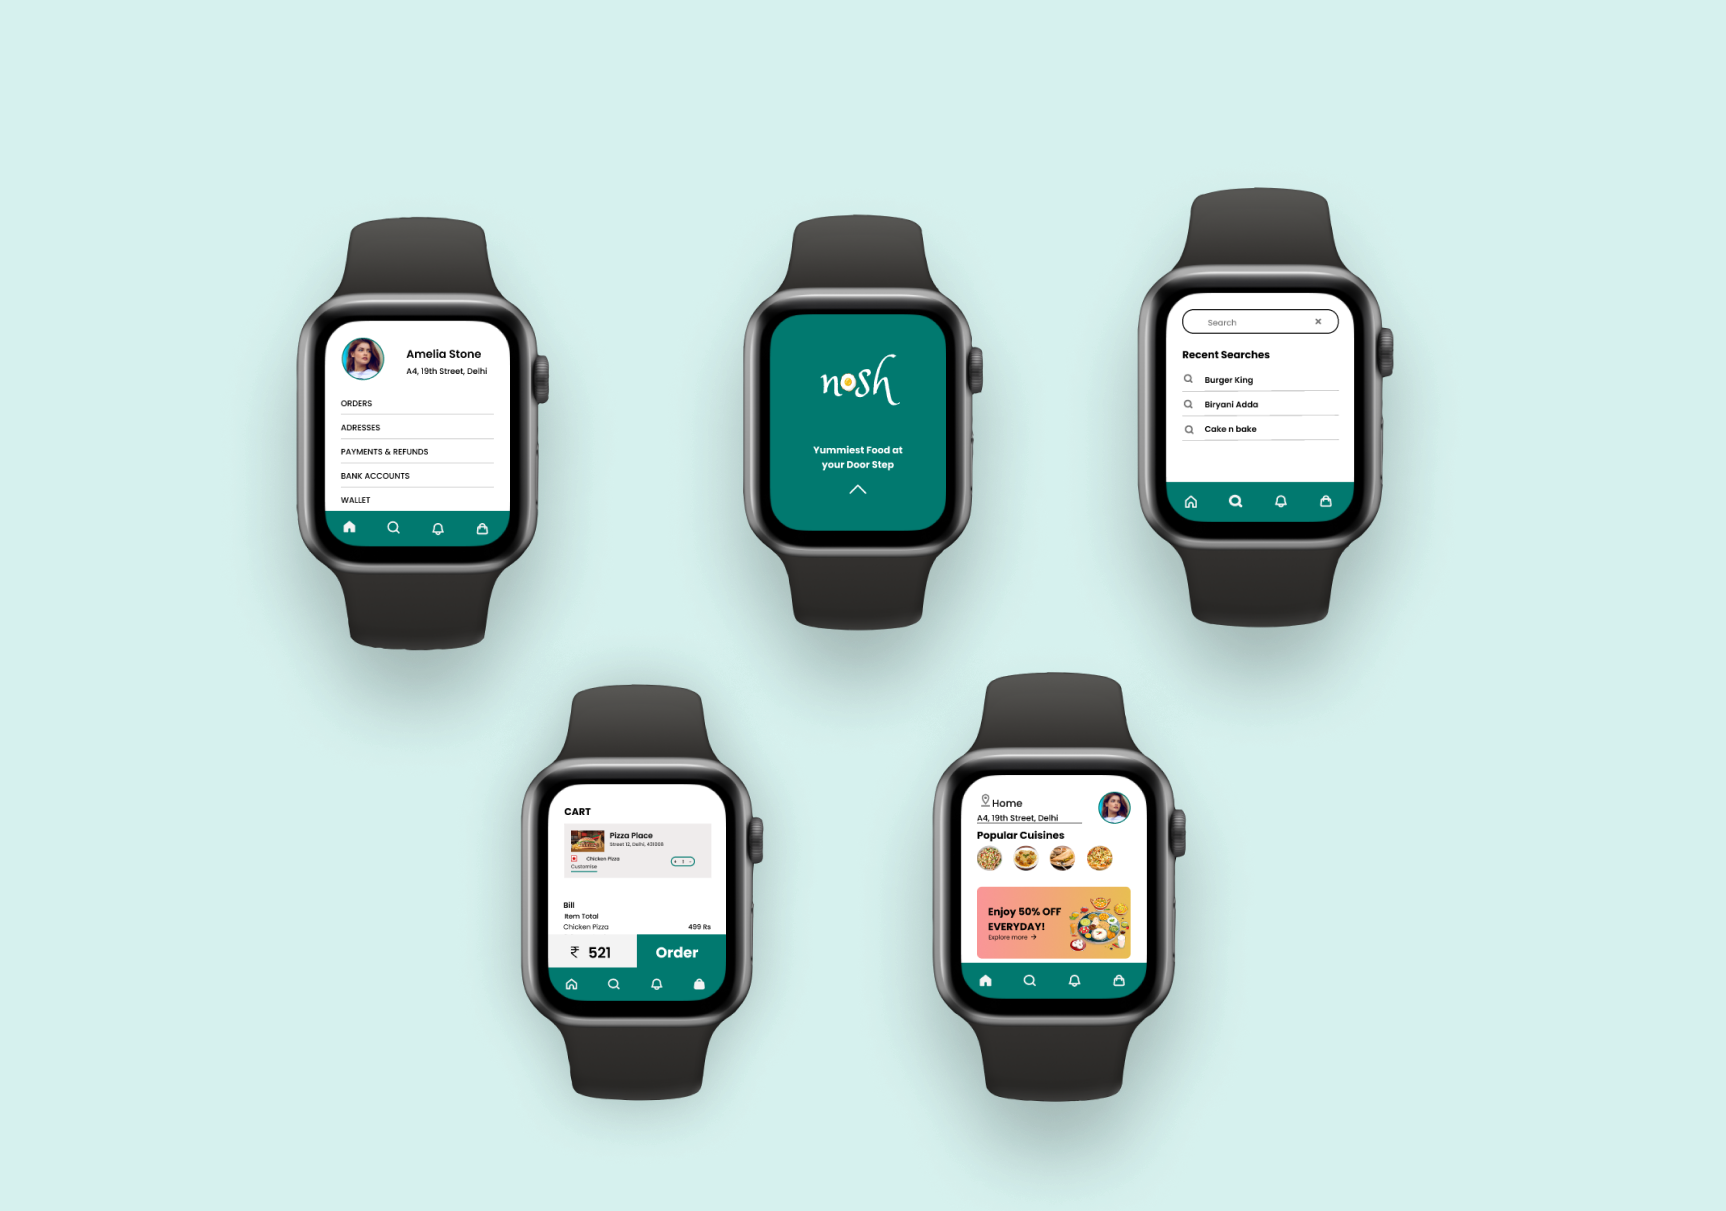 Amelia Stone
A4, 19th Street, Delhi
ORDERS
ADRESSES
PAYMENTS & REFUNDS
BANK ACCOUNTS
WALLET
nosh
Yummiest Food at
your Door Step
Search
Recent Searches
Burger King
Biryani Adda
Cake n bake
CART
Pizza Place
Street 12, Delhi, 431008
Chicken Pizza
Customise
+ 1 -
Bill
Item Total
Chicken Pizza 499 Rs
₹ 521 Order
Home
A4, 19th Street, Delhi
Popular Cuisines
Enjoy 50% OFF
EVERYDAY!
Explore more →